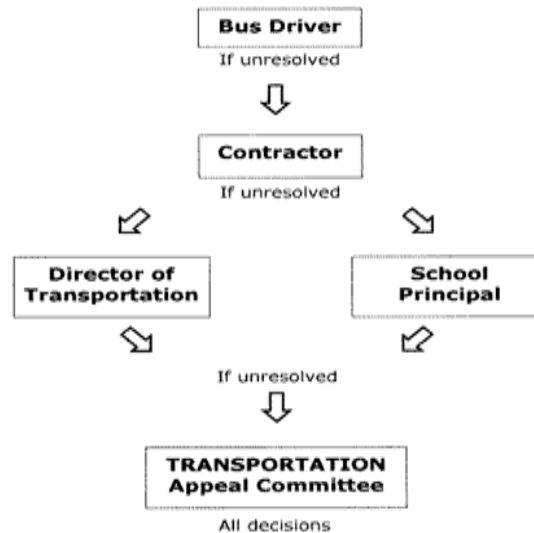 Bus Driver
If unresolved
Contractor
If unresolved
Director of
Transportation
School
Principal
If unresolved
TRANSPORTATION
Appeal Committee
All decisions